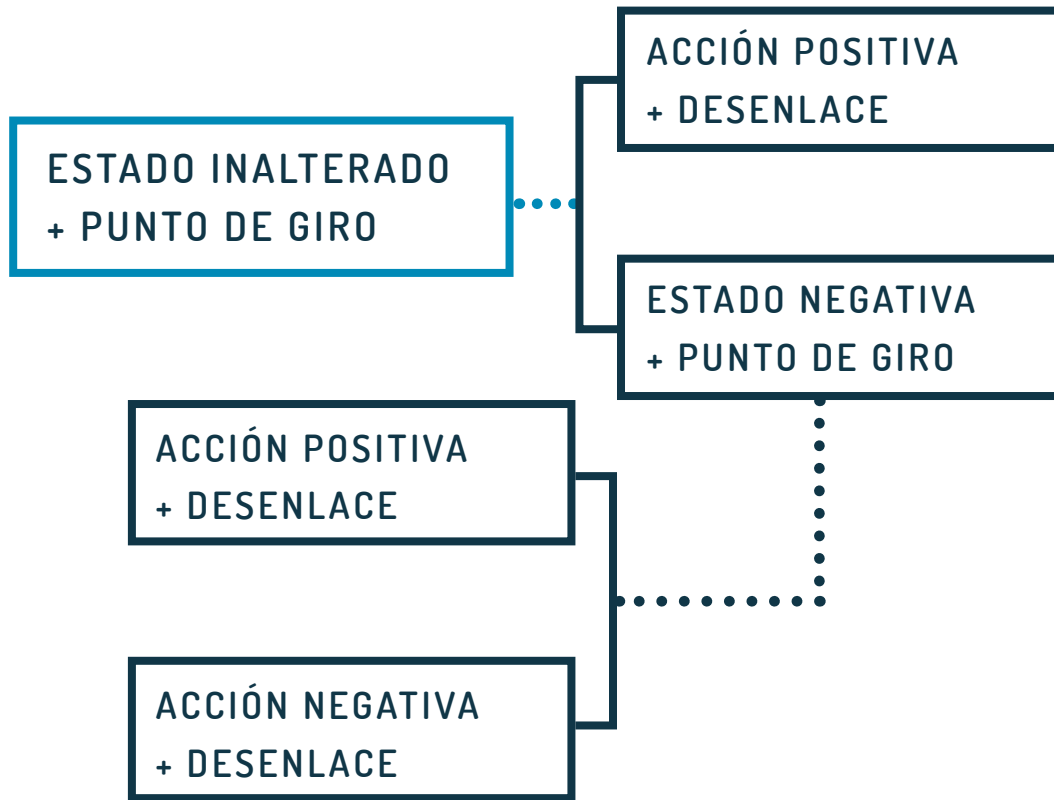 ACCIÓN POSITIVA
+ DESENLACE
ESTADO INALTERADO
+ PUNTO DE GIRO
ESTADO NEGATIVA
+ PUNTO DE GIRO
ACCIÓN POSITIVA
+ DESENLACE
ACCIÓN NEGATIVA
+ DESENLACE